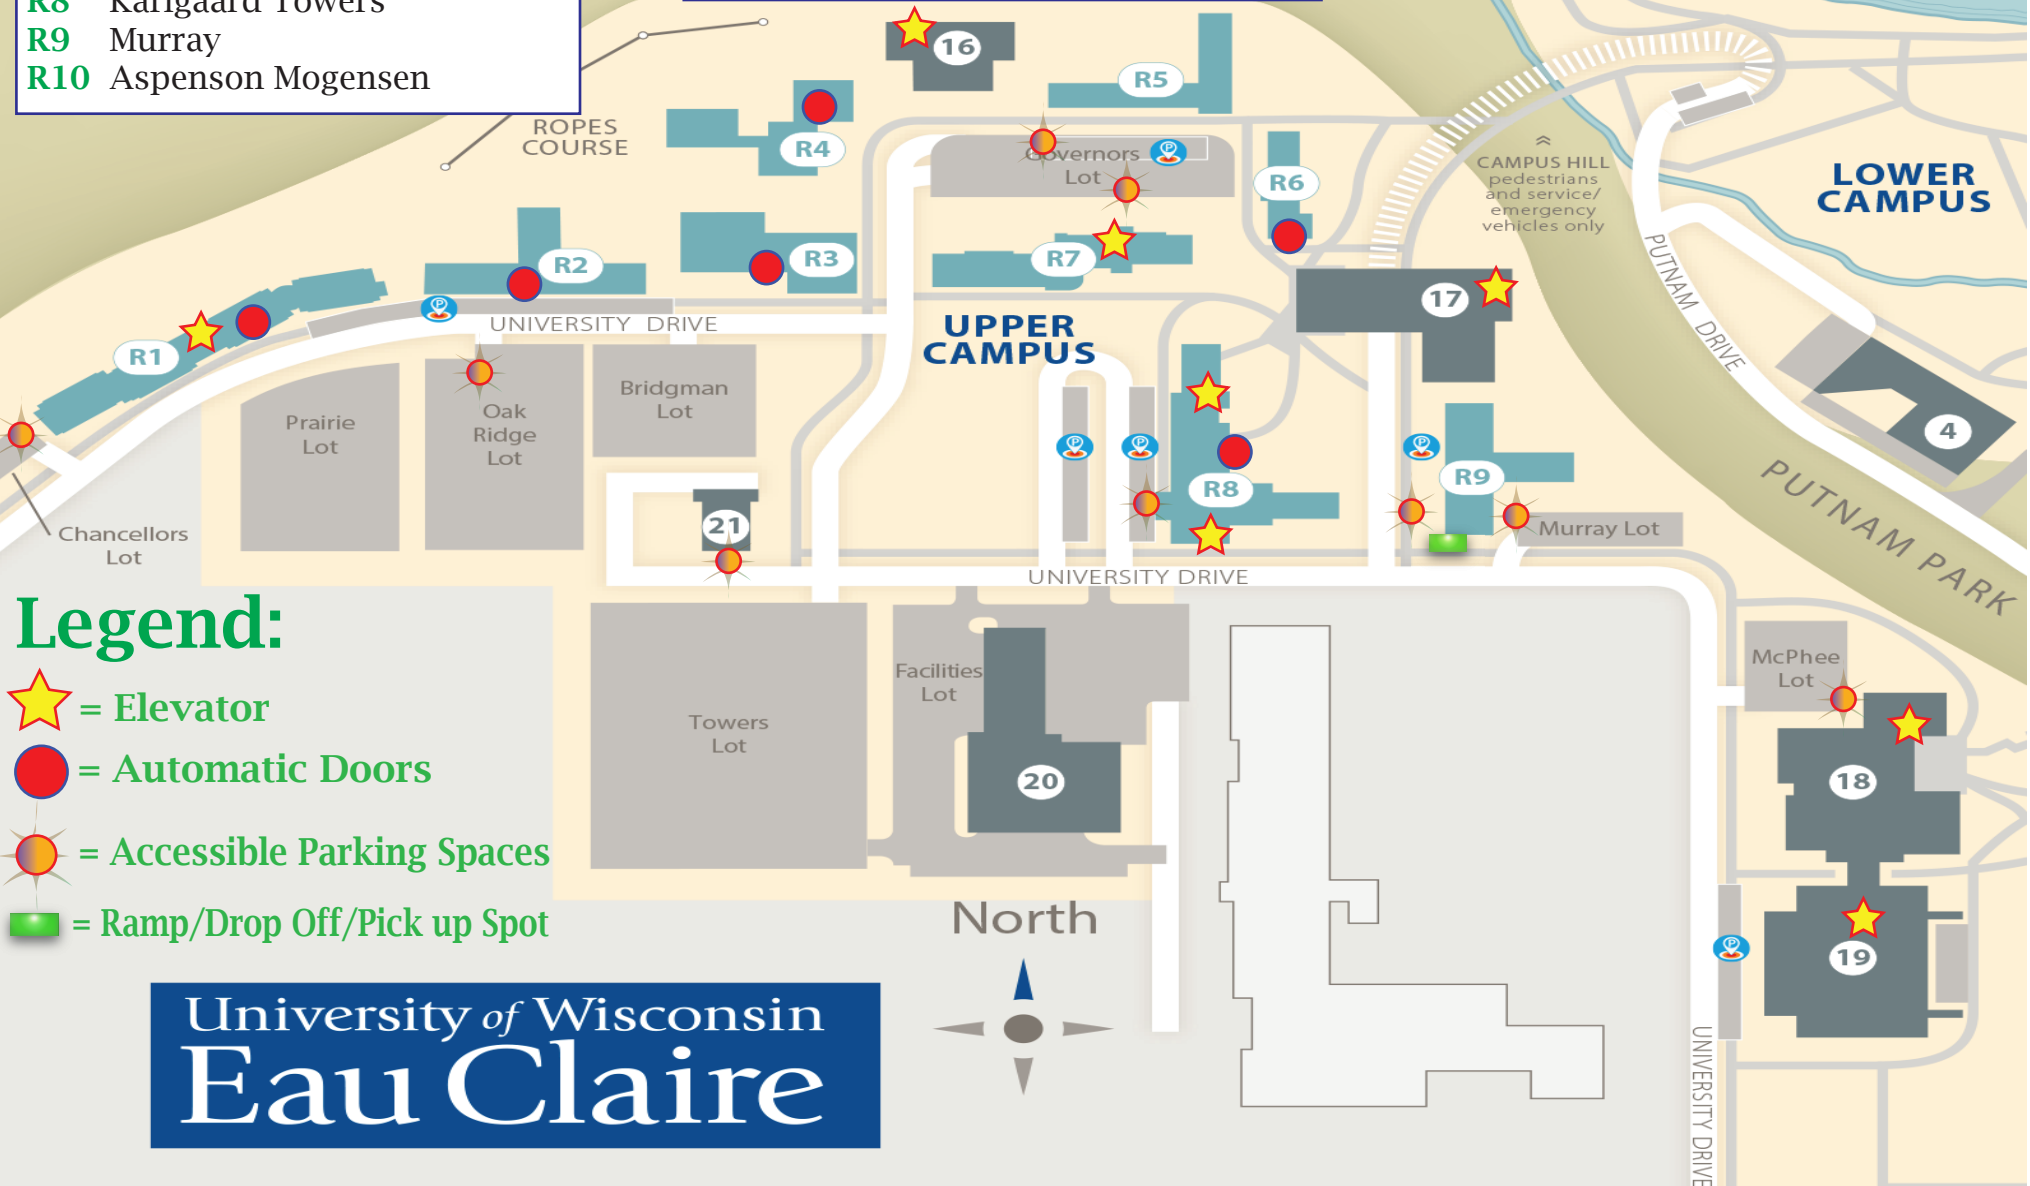 R8 Karlgaard Towers
R9 Murray
R10 Aspenson Mogensen
ROPES
COURSE
16
R5
R4
Governors
Lot
P
R6
CAMPUS HILL
pedestrians
and service/
emergency
vehicles only
LOWER
CAMPUS
R2
R3
R7
17
PUTNAM DRIVE
P
UNIVERSITY DRIVE
UPPER
CAMPUS
R1
Prairie
Lot
Oak
Ridge
Lot
Bridgman
Lot
P
P
P
R8
R9
4
PUTNAM PARK
Chancellors
Lot
21
Murray Lot
UNIVERSITY DRIVE
Legend:
= Elevator
= Automatic Doors
= Accessible Parking Spaces
= Ramp/Drop Off/Pick up Spot
Towers
Lot
Facilities
Lot
20
McPhee
Lot
18
19
P
UNIVERSITY DRIVE
North
University of Wisconsin
Eau Claire